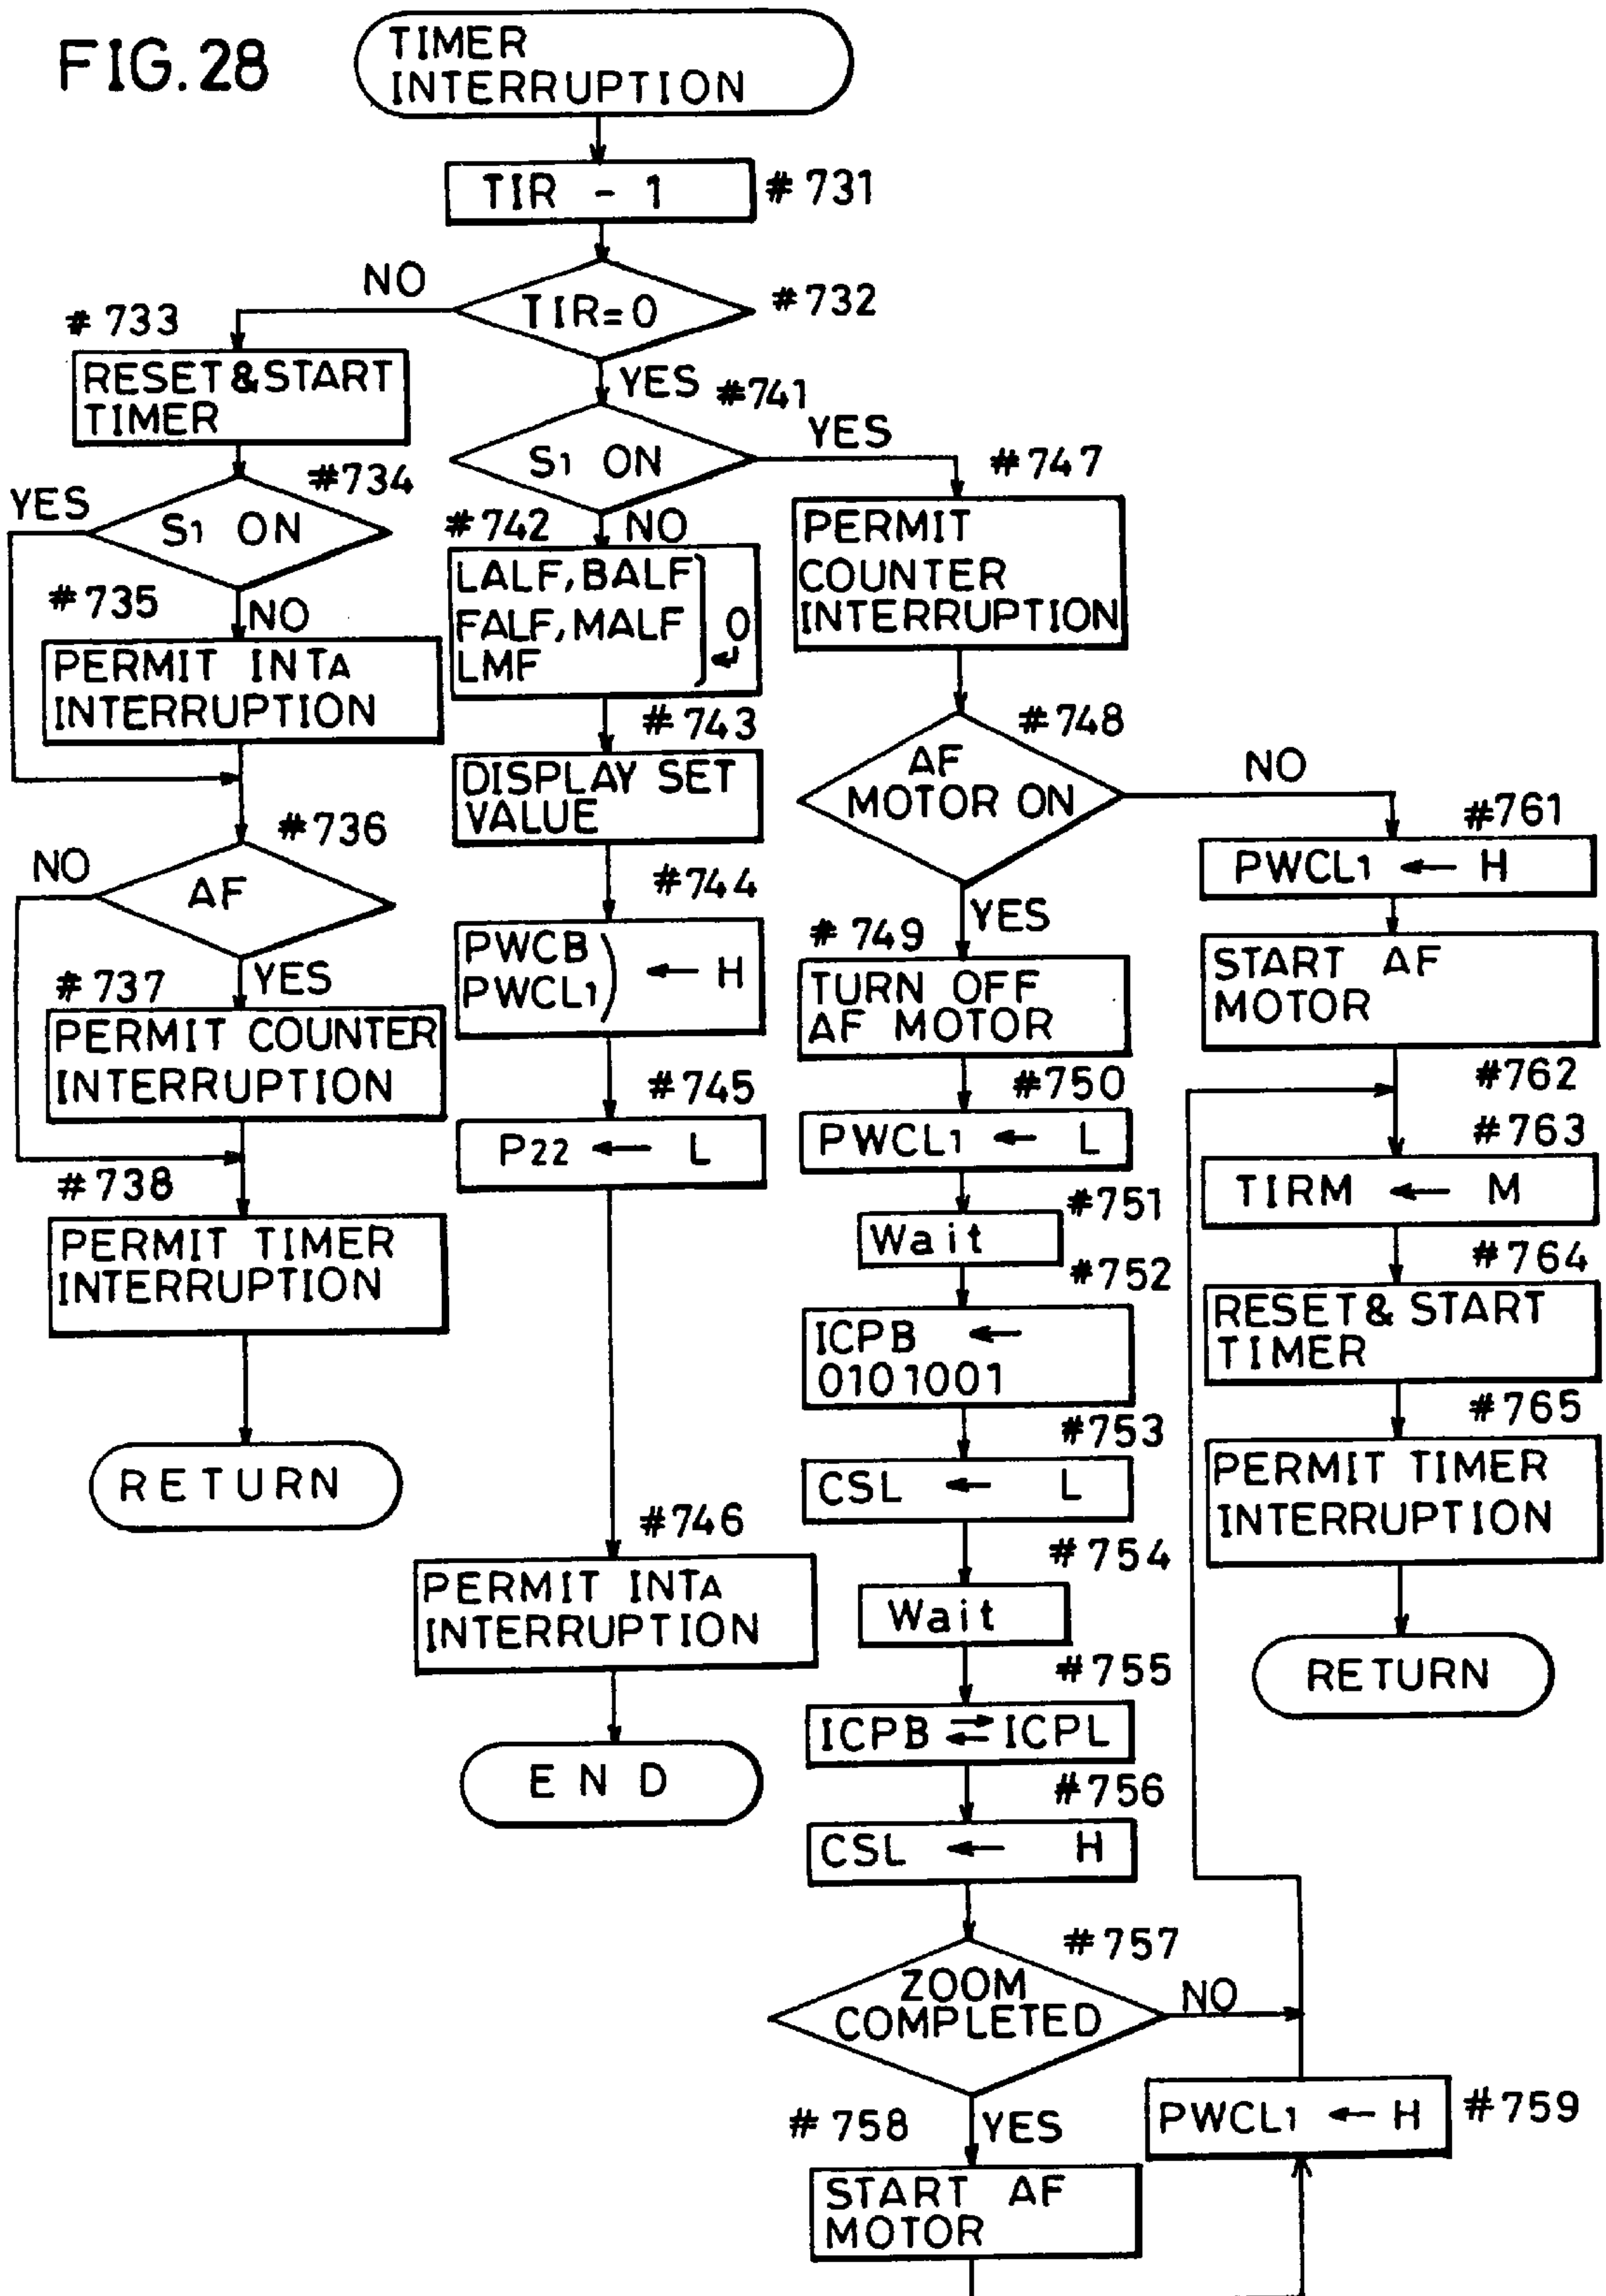 FIG. 28
TIMER
INTERRUPTION
TIR - 1
#731
NO
TIR=0
#732
#733
RESET&START
TIMER
YES
#741
S1 ON
YES
#734
YES
S1 ON
#735
NO
PERMIT INTA
INTERRUPTION
#736
NO
AF
#737
YES
PERMIT COUNTER
INTERRUPTION
#738
PERMIT TIMER
INTERRUPTION
RETURN
#742
NO
LALF, BALF
FALF, MALF
LMF
0
#743
DISPLAY SET
VALUE
#744
PWCB
PWCL1 ← H
#745
P22 ← L
#746
PERMIT INTA
INTERRUPTION
END
#747
PERMIT
COUNTER
INTERRUPTION
#748
AF
MOTOR ON
NO
YES
#749
TURN OFF
AF MOTOR
#750
PWCL1 ← L
#751
Wait
#752
ICPB ←
0101001
#753
CSL ← L
#754
Wait
#755
ICPB ⇄ ICPL
#756
CSL ← H
#757
ZOOM
COMPLETED
NO
#758
YES
START AF
MOTOR
PWCL1 ← H
#759
#761
PWCL1 ← H
START AF
MOTOR
#762
#763
TIRM ← M
#764
RESET& START
TIMER
#765
PERMIT TIMER
INTERRUPTION
RETURN